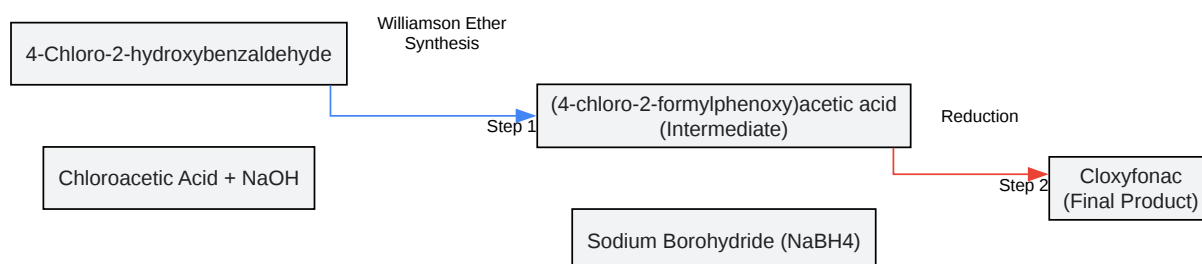 Williamson Ether
Synthesis
4-Chloro-2-hydroxybenzaldehyde
(4-chloro-2-formylphenoxy)acetic acid
(Intermediate)
Reduction
Step 1
Chloroacetic Acid + NaOH
Cloxyfonac
(Final Product)
Step 2
Sodium Borohydride (NaBH4)